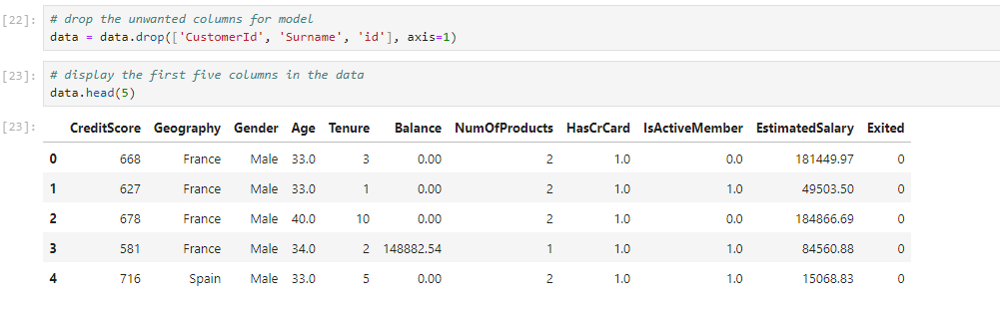 [22]: # drop the unwanted columns for model
data = data.drop(['CustomerId', 'Surname', 'id'], axis=1)
[23]: # display the first five columns in the data
data.head(5)
[23]: CreditScore Geography Gender Age Tenure Balance NumOfProducts HasCrCard IsActiveMember EstimatedSalary Exited
0 668 France Male 33.0 3 0.00 2 1.0 0.0 181449.97 0
1 627 France Male 33.0 1 0.00 2 1.0 1.0 49503.50 0
2 678 France Male 40.0 10 0.00 2 1.0 0.0 184866.69 0
3 581 France Male 34.0 2 148882.54 1 1.0 1.0 84560.88 0
4 716 Spain Male 33.0 5 0.00 2 1.0 1.0 15068.83 0